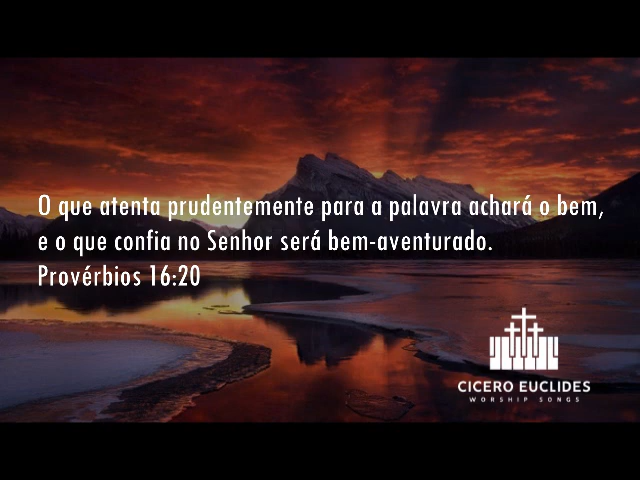 O que atenta prudentemente para a palavra achará o bem,
e o que confia no Senhor será bem-aventurado.
Provérbios 16:20
CICERO EUCLIDES
WORSHIP SONGS